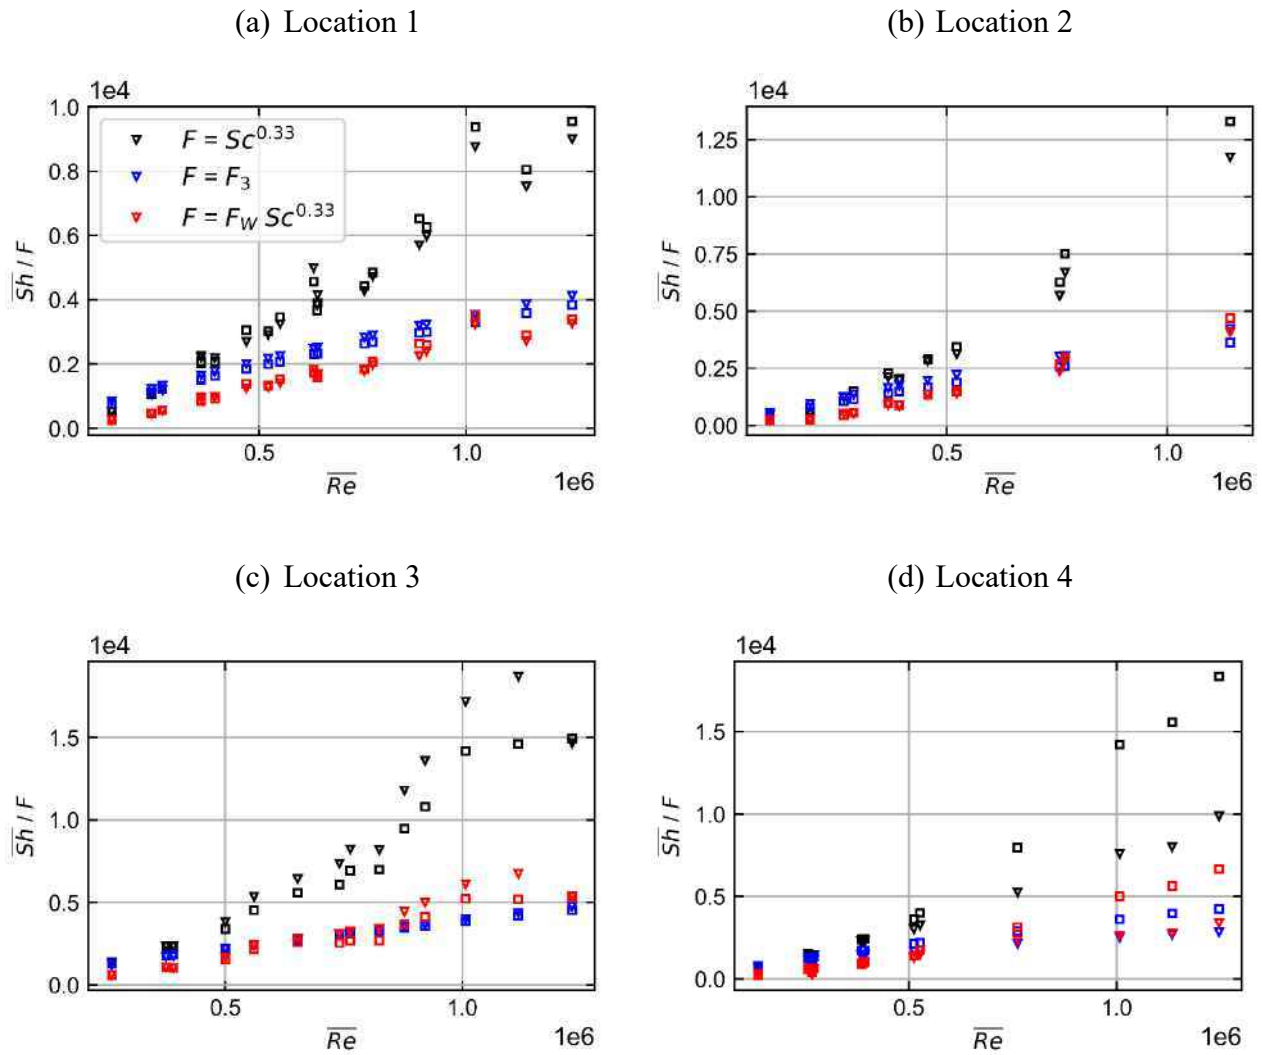 (a) Location 1
(b) Location 2
1e4
1.0
0.8
0.6
0.4
0.2
0.0
F = Sc^0.33
F = F_3
F = F_W Sc^0.33
Sh / F
0.5
1.0
Re
1e6
1e4
1.25
1.00
0.75
0.50
0.25
0.00
Sh / F
0.5
1.0
Re
1e6
(c) Location 3
(d) Location 4
1e4
1.5
1.0
0.5
0.0
Sh / F
0.5
1.0
Re
1e6
1e4
1.5
1.0
0.5
0.0
Sh / F
0.5
1.0
Re
1e6